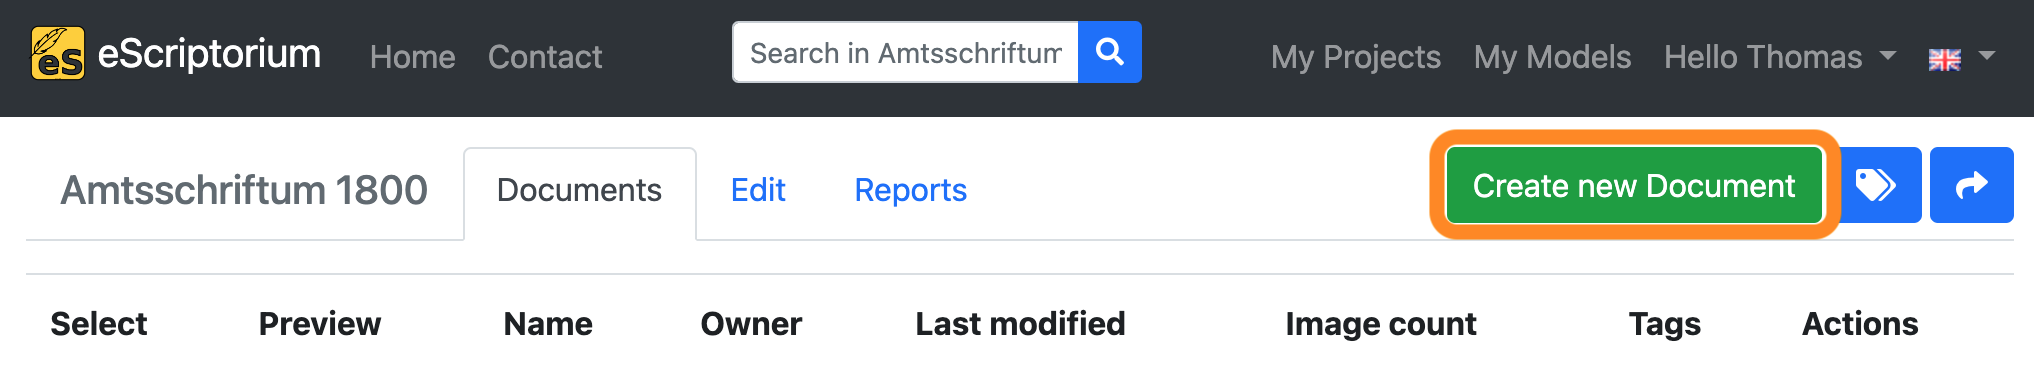 eS eScriptorium Home Contact Search in Amtsschriftum My Projects My Models Hello Thomas
Amtsschriftum 1800 Documents Edit Reports Create new Document
Select Preview Name Owner Last modified Image count Tags Actions